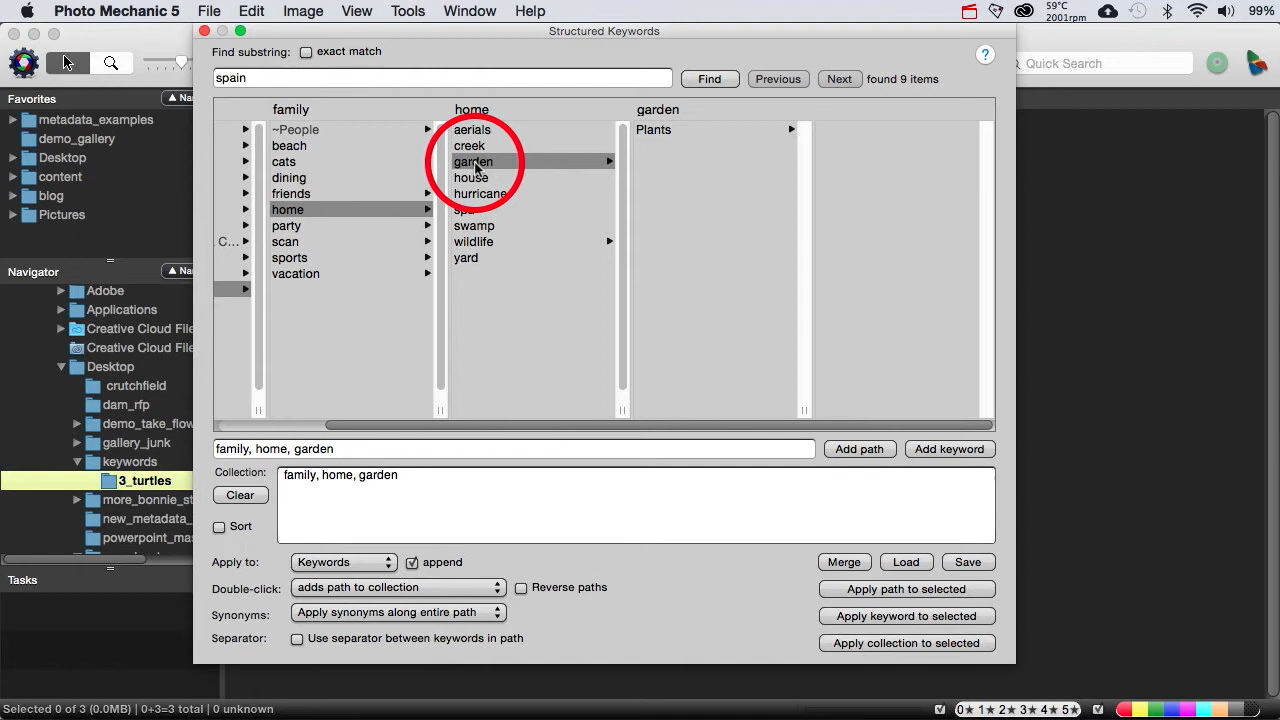 Photo Mechanic 5 File Edit Image View Tools Window Help 59°C 2001rpm 99%
Structured Keywords
Find substring: exact match ?
Quick Search
spain Find Previous Next found 9 items
Favorites
metadata_examples
demo_gallery
Desktop
content
blog
Pictures
family home garden
~People aerials Plants
beach creek
cats garden
dining house
friends hurricane
home
party swamp
C... scan wildlife
sports yard
vacation
Navigator
Adobe
Applications
Creative Cloud File
Creative Cloud File
Desktop
crutchfield
dam_rfp
demo_take_flow
gallery_junk
keywords
3_turtles
more_bonnie_st
new_metadata_
powerpoint_mas
Tasks
family, home, garden Add path Add keyword
Collection: family, home, garden
Clear
Sort
Apply to: Keywords append Merge Load Save
Double-click: adds path to collection Reverse paths Apply path to selected
Synonyms: Apply synonyms along entire path Apply keyword to selected
Separator: Use separator between keywords in path Apply collection to selected
Selected 0 of 3 (0.0MB) | 0+3=3 total | 0 unknown 0★ 1★ 2★ 3★ 4★ 5★